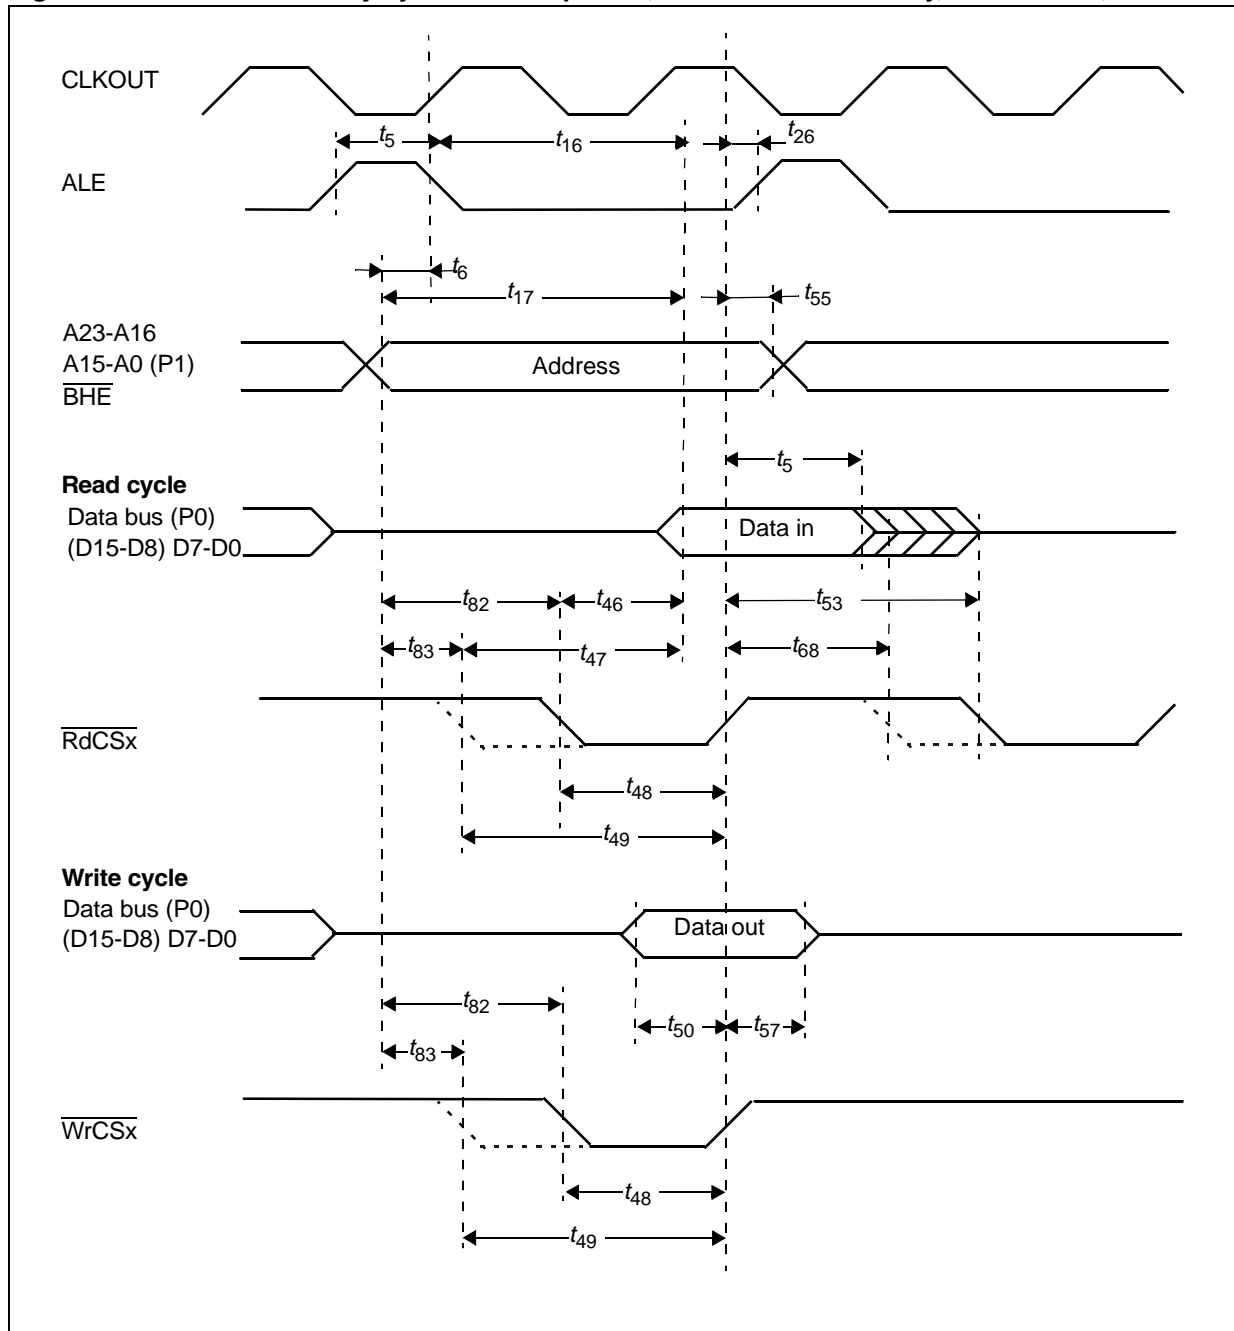 CLKOUT
t5
t16
t26
ALE
t6
t17
t55
A23-A16
A15-A0 (P1)
BHE
Address
t5
Read cycle
Data bus (P0)
(D15-D8) D7-D0
Data in
t82
t46
t53
t83
t47
t68
RdCSx
t48
t49
Write cycle
Data bus (P0)
(D15-D8) D7-D0
Data out
t82
t50
t57
t83
WrCSx
t48
t49